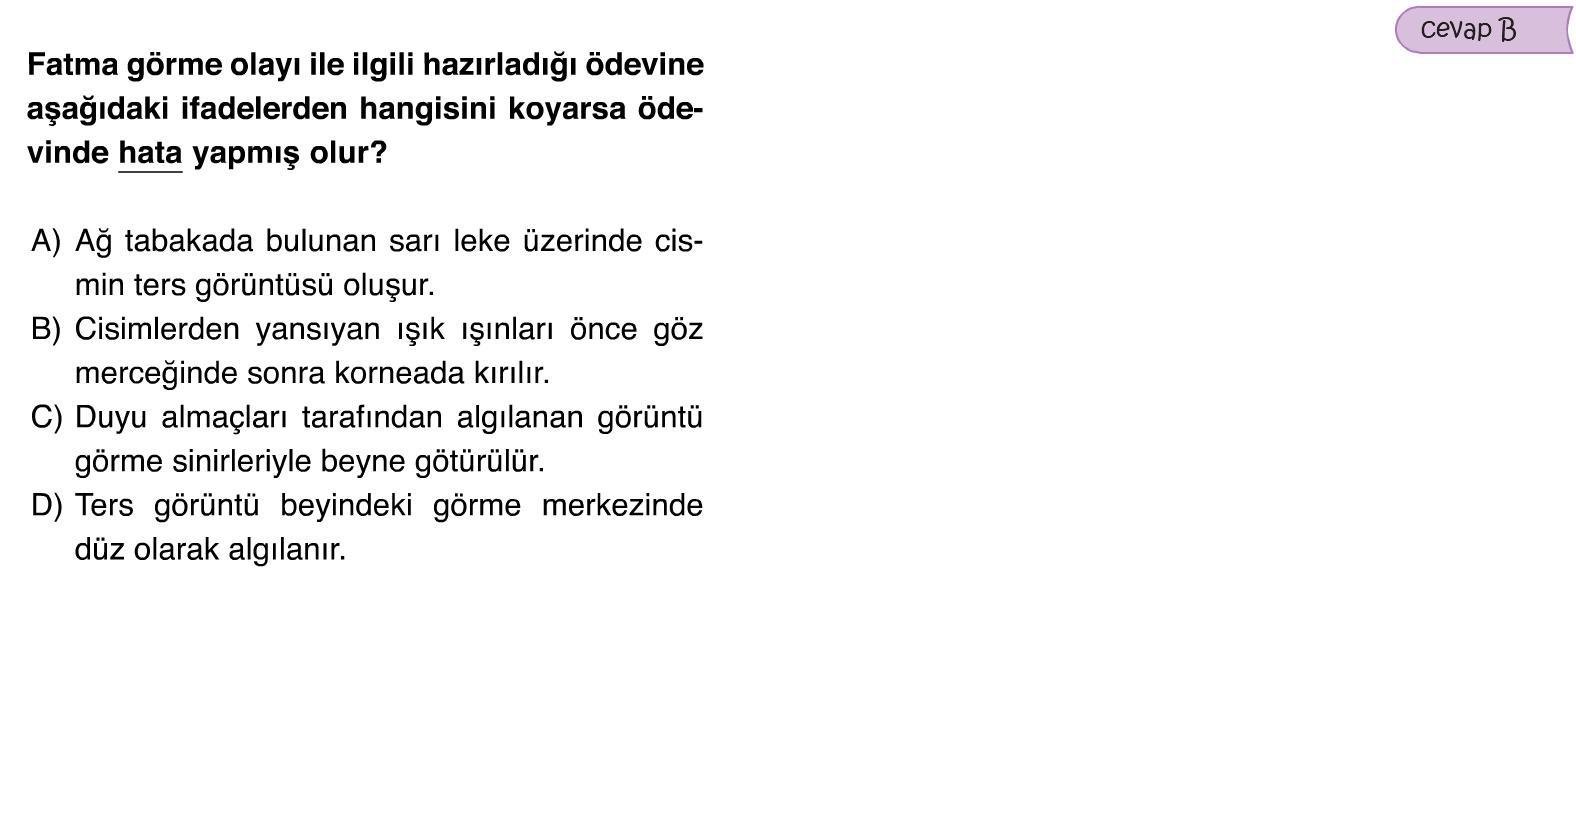 cevap B
Fatma görme olayı ile ilgili hazırladığı ödevine
aşağıdaki ifadelerden hangisini koyarsa öde-
vinde hata yapmış olur?
A) Ağ tabakada bulunan sarı leke üzerinde cis-
min ters görüntüsü oluşur.
B) Cisimlerden yansıyan ışık ışınları önce göz
merceğinde sonra korneada kırılır.
C) Duyu almaçları tarafından algılanan görüntü
görme sinirleriyle beyne götürülür.
D) Ters görüntü beyindeki görme merkezinde
düz olarak algılanır.